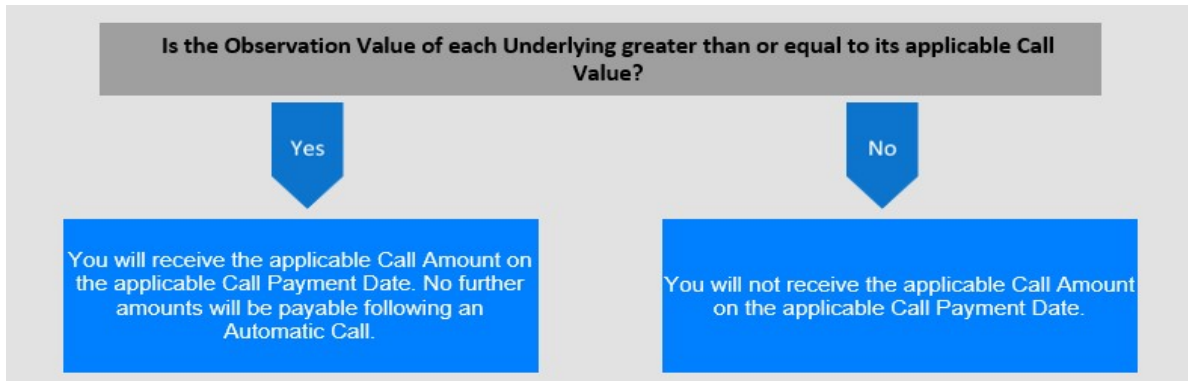 Is the Observation Value of each Underlying greater than or equal to its applicable Call
Value?
Yes
No
You will receive the applicable Call Amount on
the applicable Call Payment Date. No further
amounts will be payable following an
Automatic Call.
You will not receive the applicable Call Amount
on the applicable Call Payment Date.